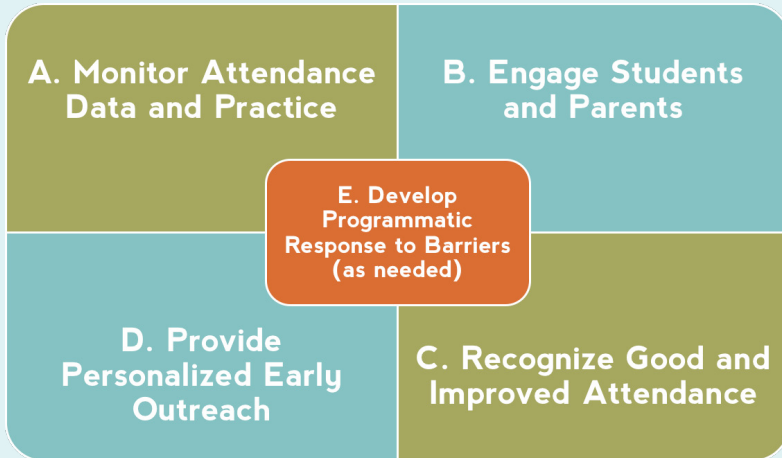 A. Monitor Attendance
Data and Practice
B. Engage Students
and Parents
E. Develop
Programmatic
Response to Barriers
(as needed)
D. Provide
Personalized Early
Outreach
C. Recognize Good and
Improved Attendance